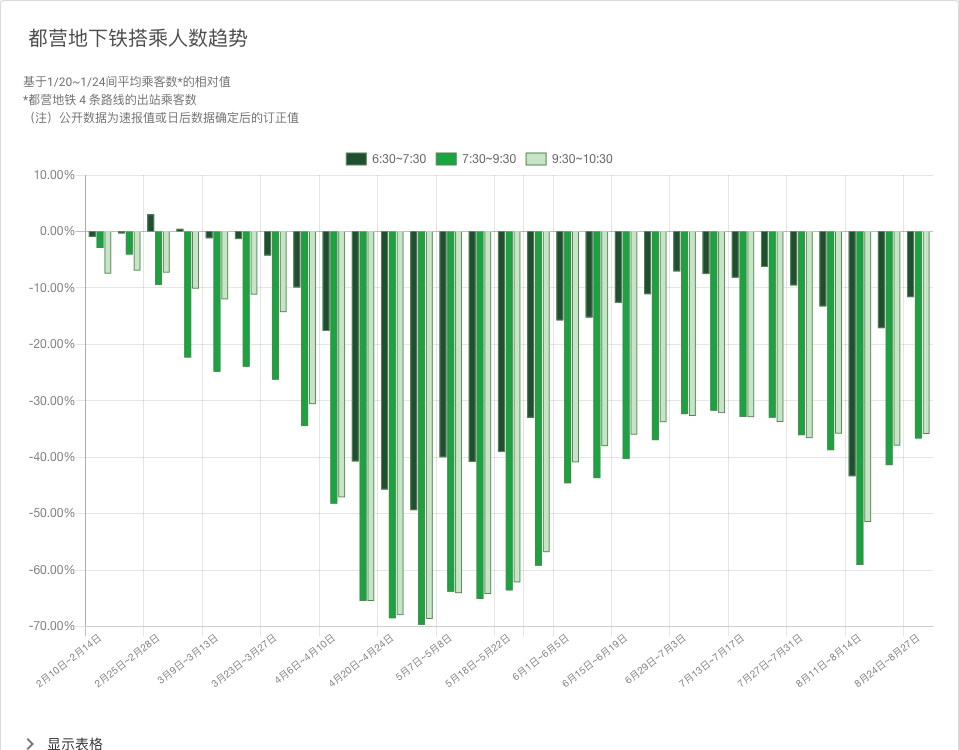 都营地下铁搭乘人数趋势
基于1/20~1/24间平均乘客数*的相对值
*都营地铁 4 条路线的出站乘客数
（注）公开数据为速报值或日后数据确定后的订正值
6:30~7:30 7:30~9:30 9:30~10:30
10.00%
0.00%
-10.00%
-20.00%
-30.00%
-40.00%
-50.00%
-60.00%
-70.00%
2月10日~2月14日
2月25日~2月28日
3月9日~3月13日
3月23日~3月27日
4月6日~4月10日
4月20日~4月24日
5月7日~5月8日
5月18日~5月22日
6月1日~6月5日
6月15日~6月19日
6月29日~7月3日
7月13日~7月17日
7月27日~7月31日
8月11日~8月14日
8月24日~8月27日
显示表格